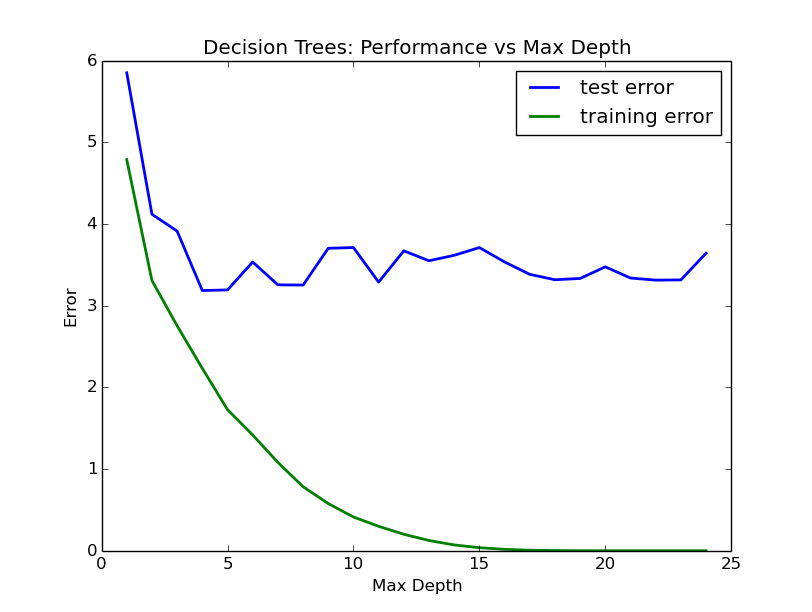 Decision Trees: Performance vs Max Depth
test error
training error
6
5
4
3
2
1
0
Error
0 5 10 15 20 25
Max Depth